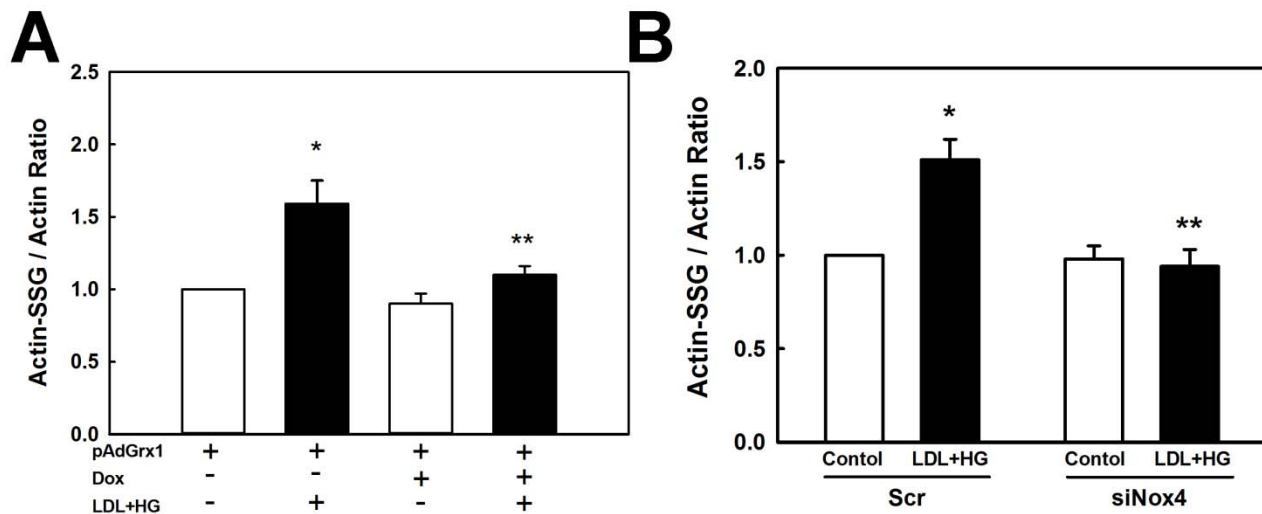 A
Actin-SSG / Actin Ratio
2.5
2.0
1.5
1.0
0.5
0.0
*
**
pAdGrx1 + + + +
Dox - - + +
LDL+HG - + - +
B
Actin-SSG / Actin Ratio
2.0
1.5
1.0
0.5
0.0
*
**
Contol LDL+HG Contol LDL+HG
Scr siNox4